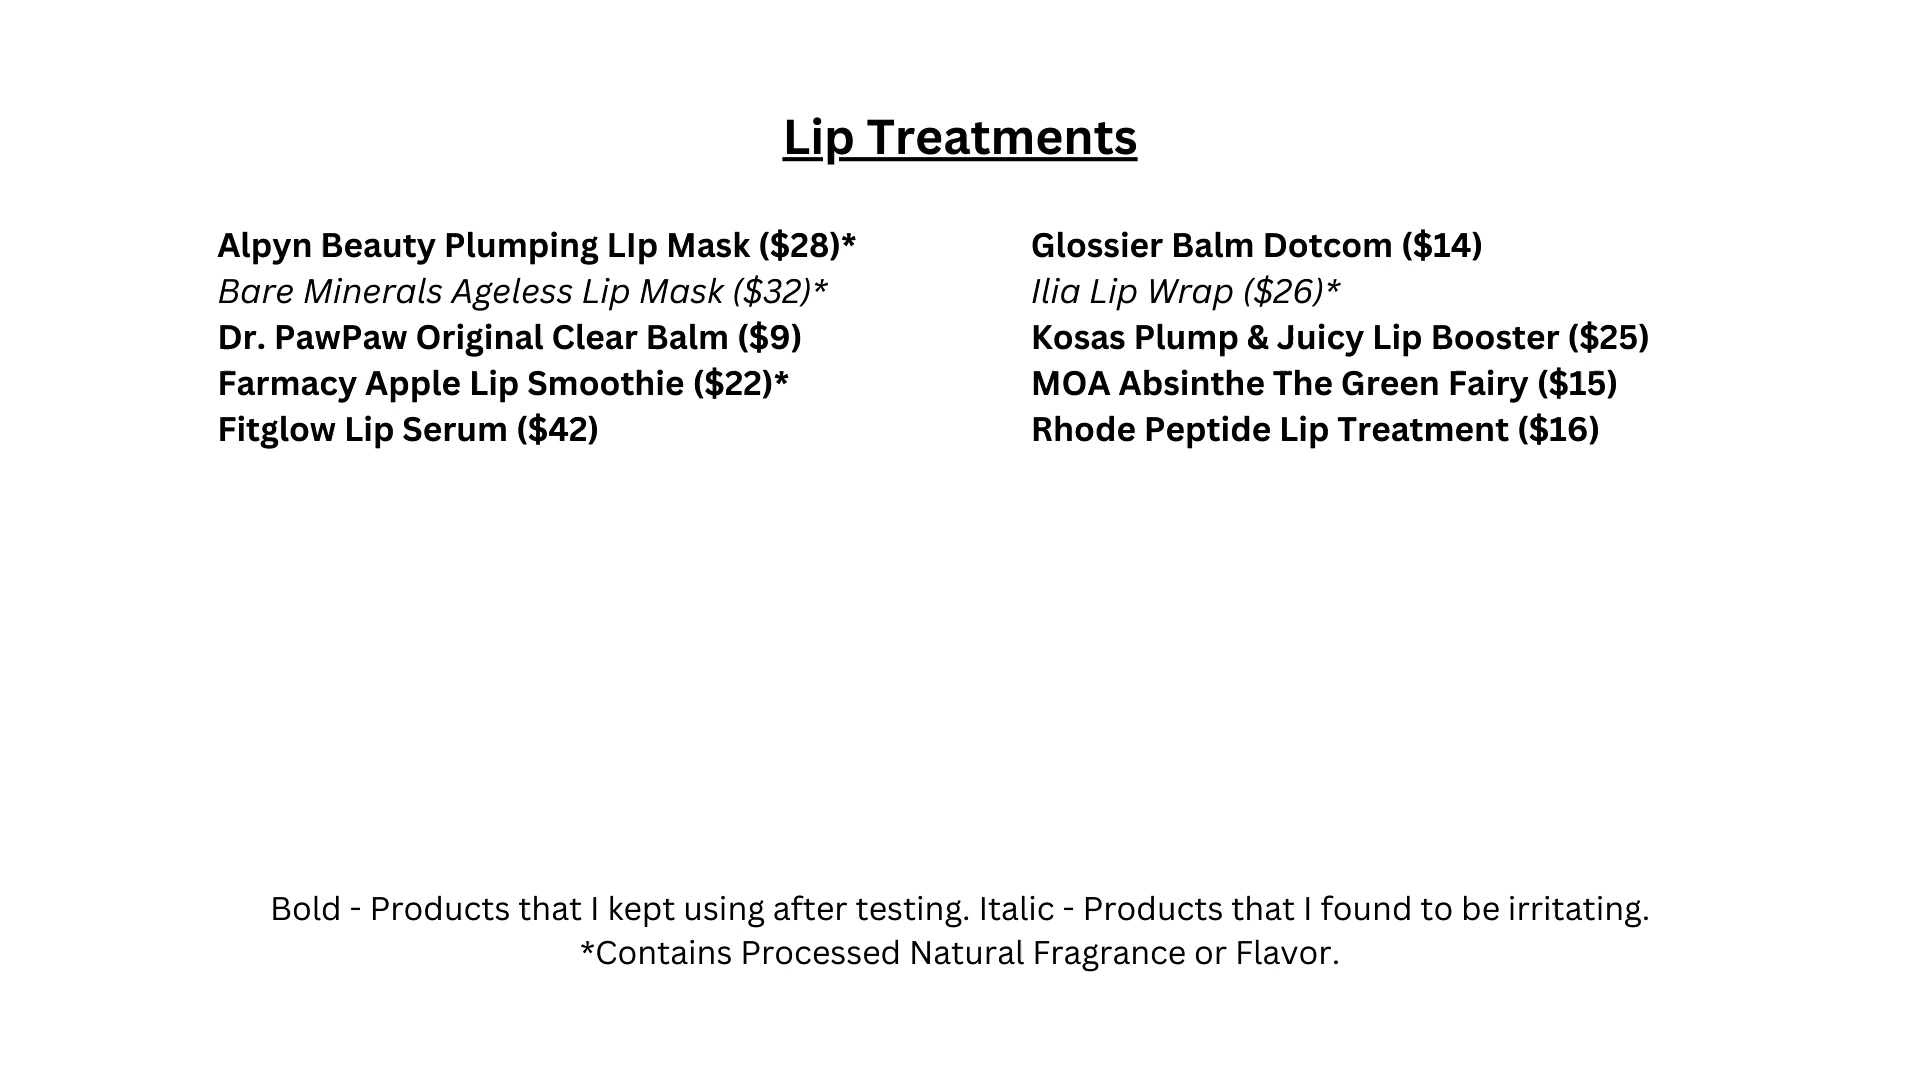 Lip Treatments
Alpyn Beauty Plumping LIp Mask ($28)*
Bare Minerals Ageless Lip Mask ($32)*
Dr. PawPaw Original Clear Balm ($9)
Farmacy Apple Lip Smoothie ($22)*
Fitglow Lip Serum ($42)
Glossier Balm Dotcom ($14)
Ilia Lip Wrap ($26)*
Kosas Plump & Juicy Lip Booster ($25)
MOA Absinthe The Green Fairy ($15)
Rhode Peptide Lip Treatment ($16)
Bold - Products that I kept using after testing. Italic - Products that I found to be irritating.
*Contains Processed Natural Fragrance or Flavor.